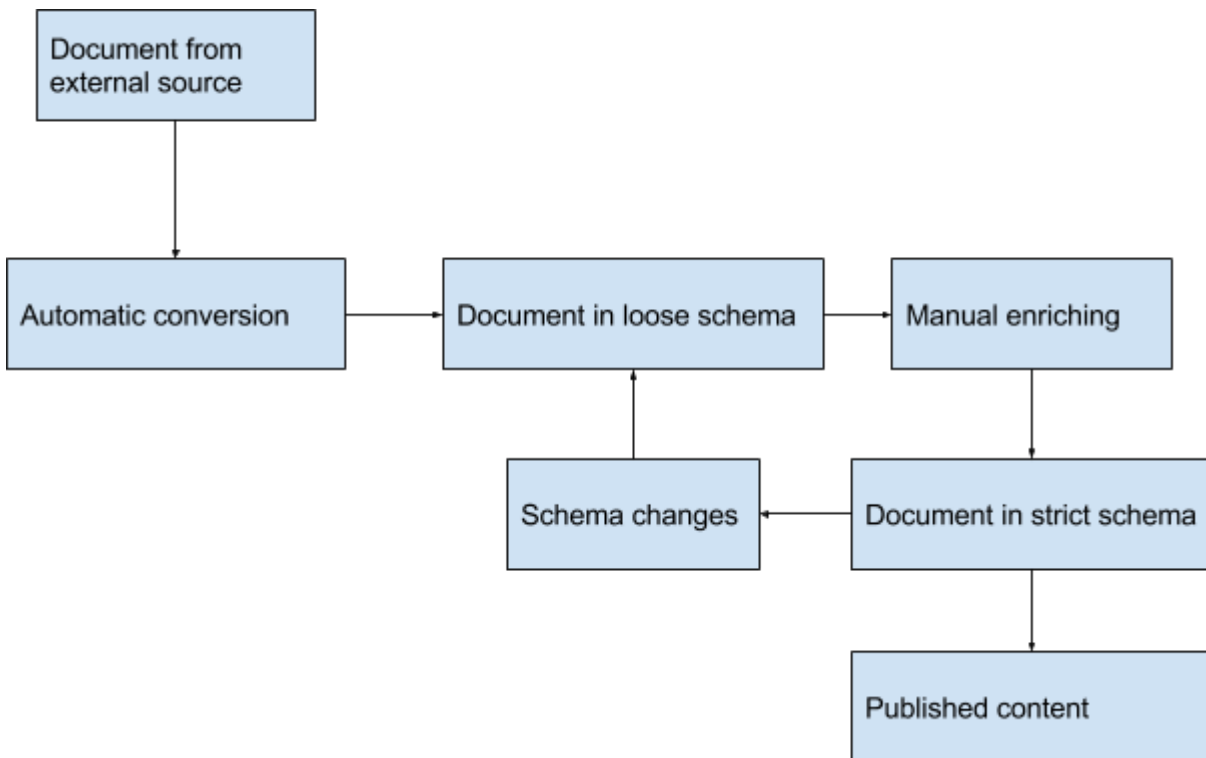 Document from
external source
Automatic conversion
Document in loose schema
Manual enriching
Schema changes
Document in strict schema
Published content